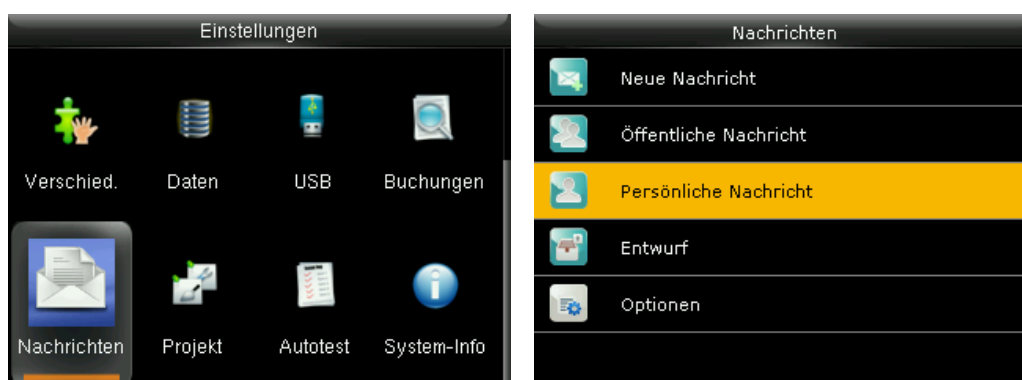 Einstellungen
Verschied. Daten USB Buchungen
Nachrichten Projekt Autotest System-Info
Nachrichten
Neue Nachricht
Öffentliche Nachricht
Persönliche Nachricht
Entwurf
Optionen